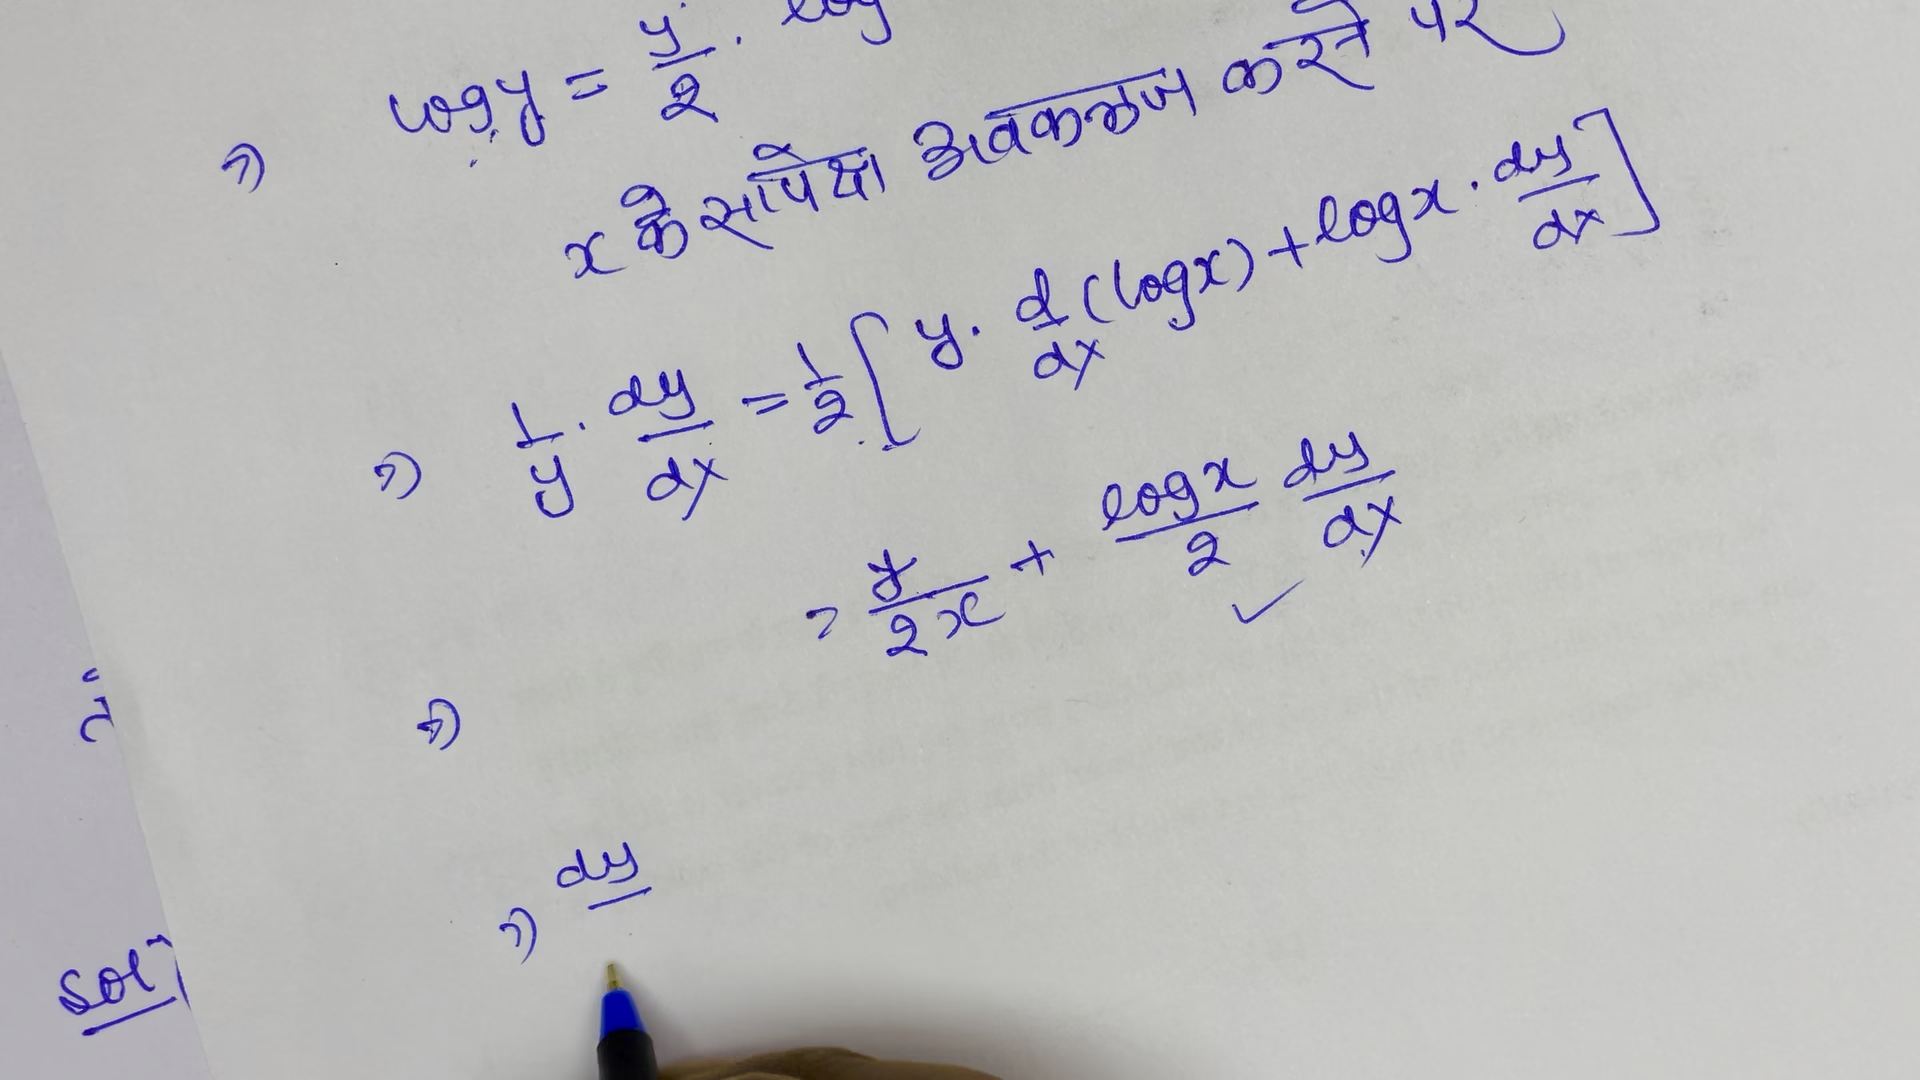 ⇒ log y = y/2 . log
x के सापेक्ष अवकलन करने पर
⇒ 1/y . dy/dx = 1/2 [ y . d/dx (log x) + log x . dy/dx ]
= y/2x + log x/2 dy/dx ✓
⇒
⇒ dy
Solⁿ